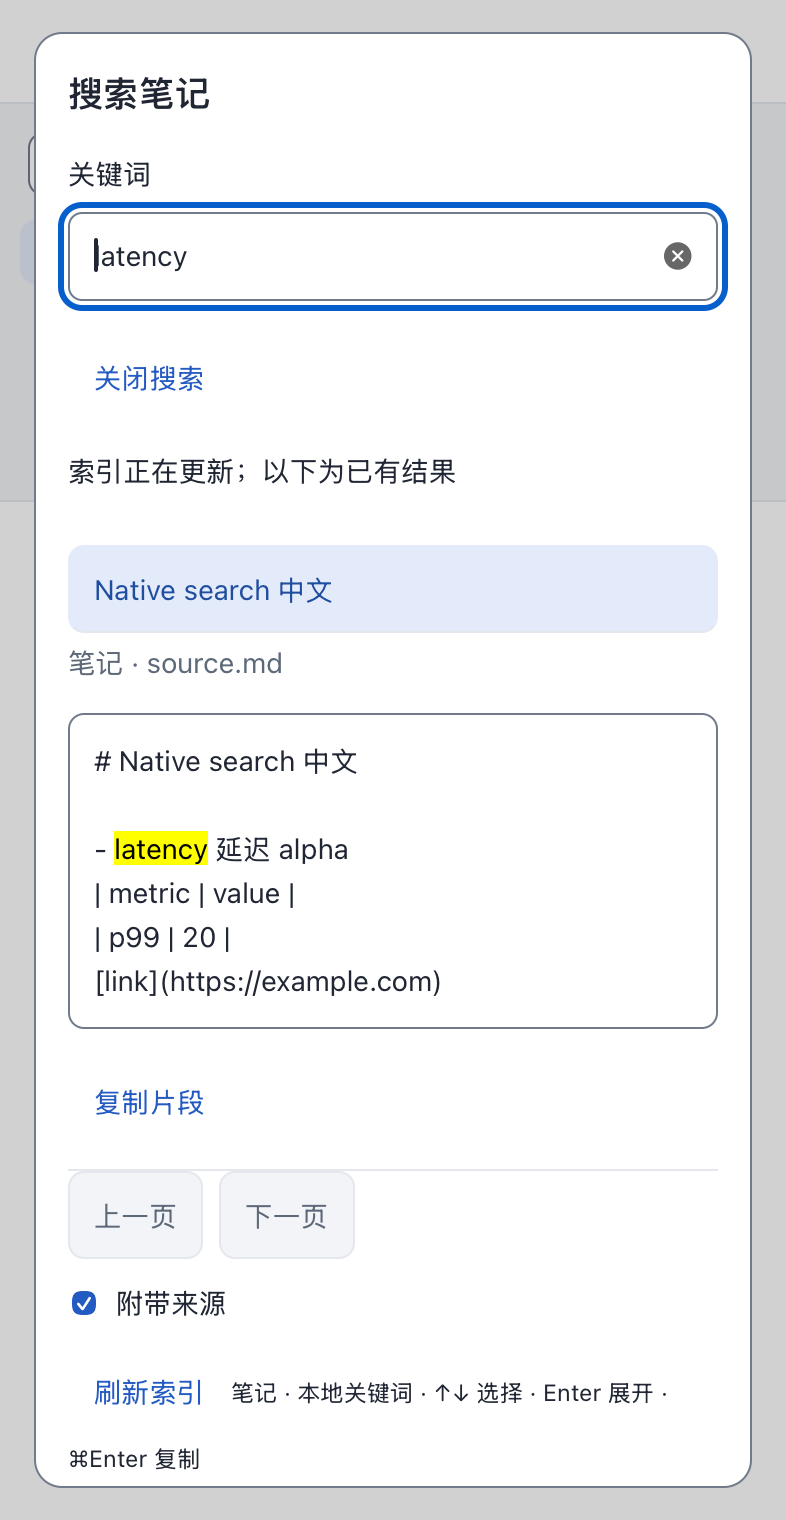 搜索笔记
关键词
latency
关闭搜索
索引正在更新；以下为已有结果
Native search 中文
笔记 · source.md
# Native search 中文
- latency 延迟 alpha
| metric | value |
| p99 | 20 |
[link](https://example.com)
复制片段
上一页 下一页
附带来源
刷新索引 笔记 · 本地关键词 · ↑↓ 选择 · Enter 展开 ·
⌘Enter 复制